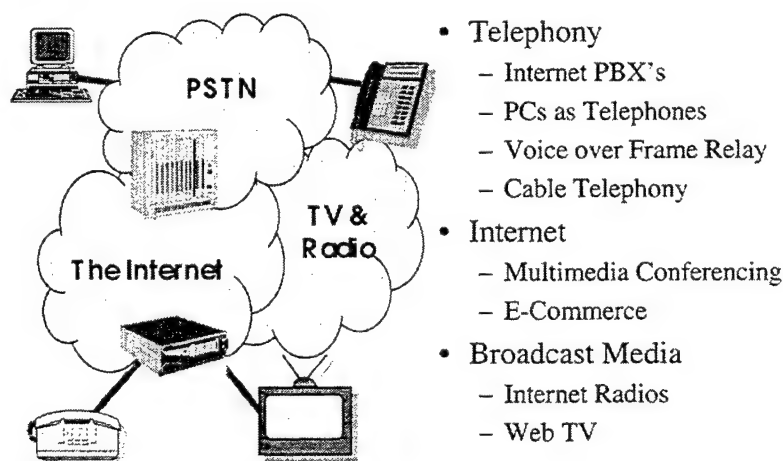 PSTN
TV &
Radio
The Internet
• Telephony
– Internet PBX's
– PCs as Telephones
– Voice over Frame Relay
– Cable Telephony
• Internet
– Multimedia Conferencing
– E-Commerce
• Broadcast Media
– Internet Radios
– Web TV